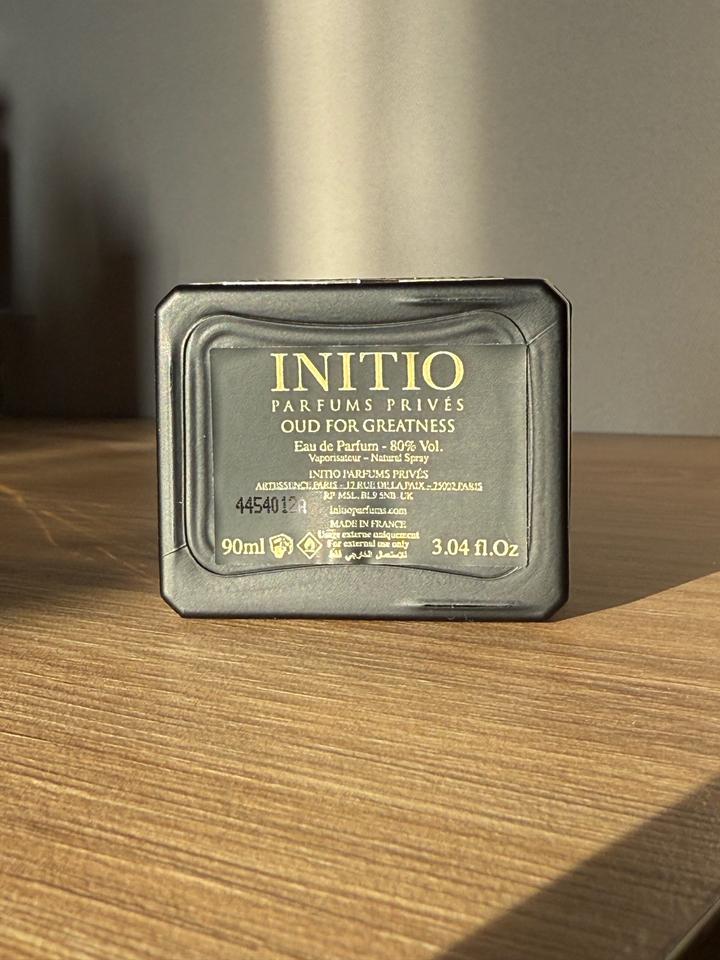 INITIO
PARFUMS PRIVÉS
OUD FOR GREATNESS
Eau de Parfum - 80% Vol.
Vaporisateur - Natural Spray
INITIO PARFUMS PRIVÉS
ARTESSENCE PARIS - 17 RUE DE LA PAIX - 75002 PARIS
RP MSL, BL9 5NB UK
4454012A
initioparfums.com
MADE IN FRANCE
Usage externe uniquement
90ml
For external use only
3.04 fl.Oz
للاستعمال الخارجي فقط